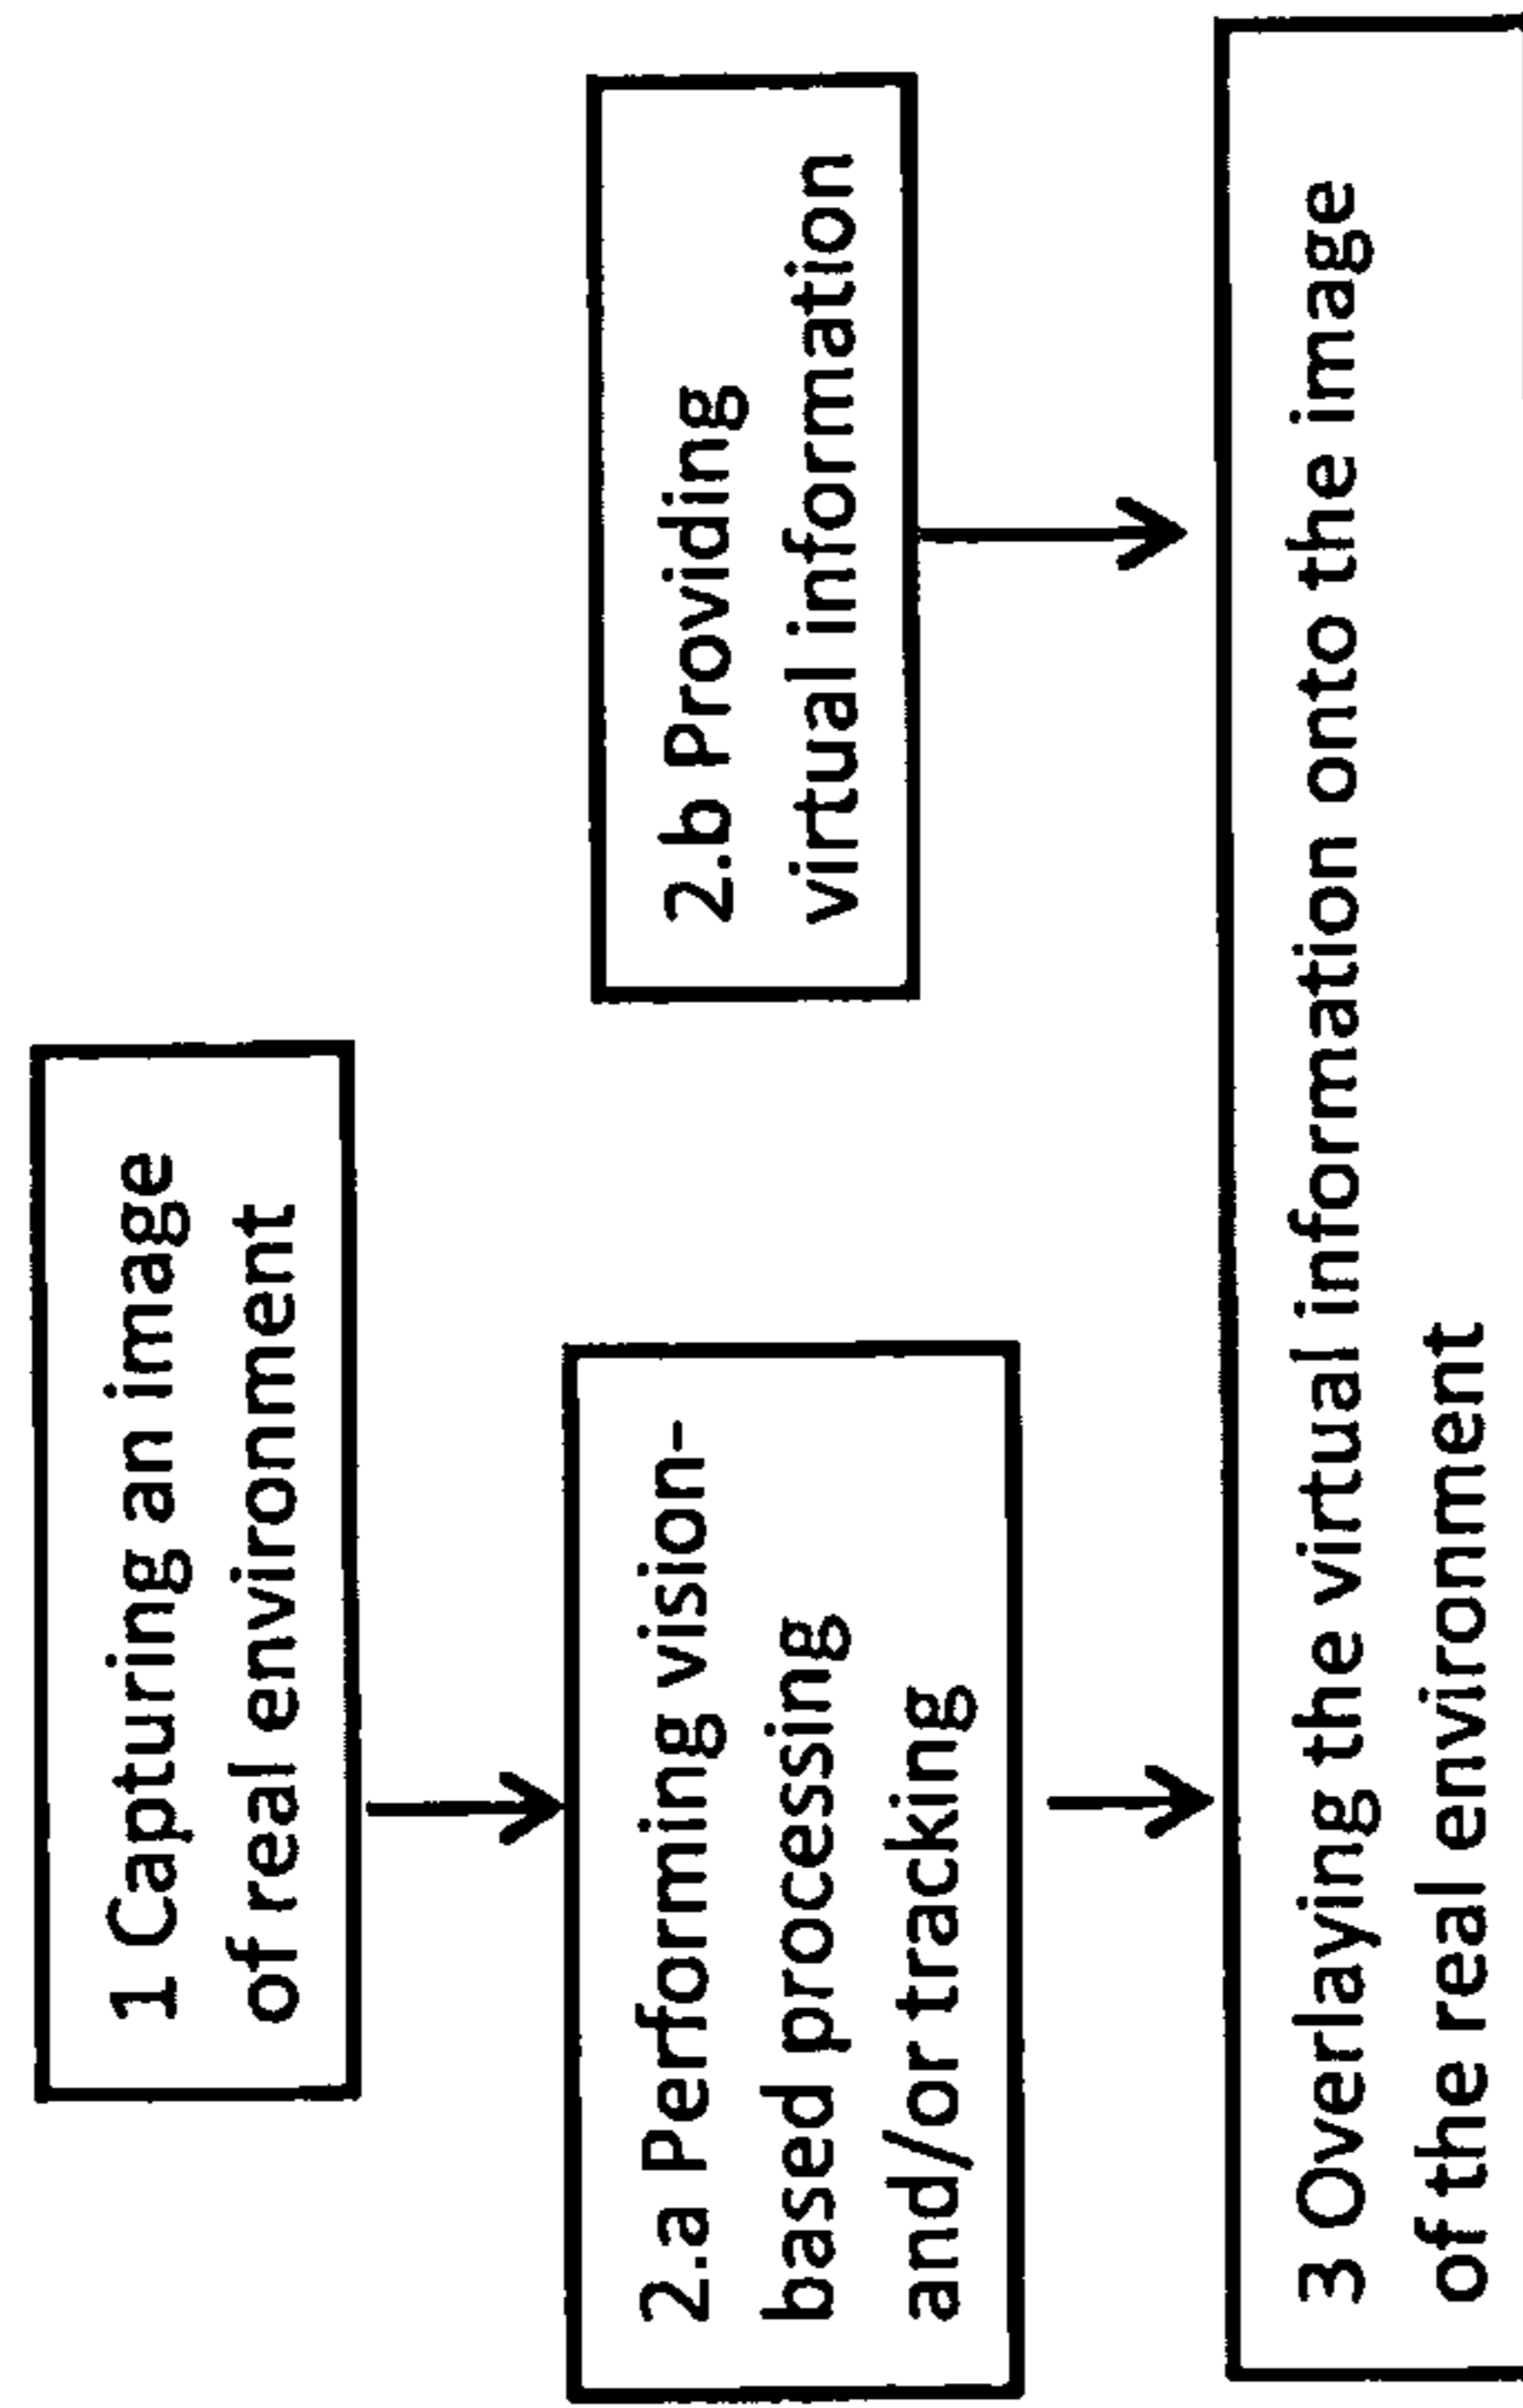 1 Capturing an image
of real environment
2.a Performing vision-
based processing
and/or tracking
2.b Providing
virtual information
3 Overlaying the virtual information onto the image
of the real environment